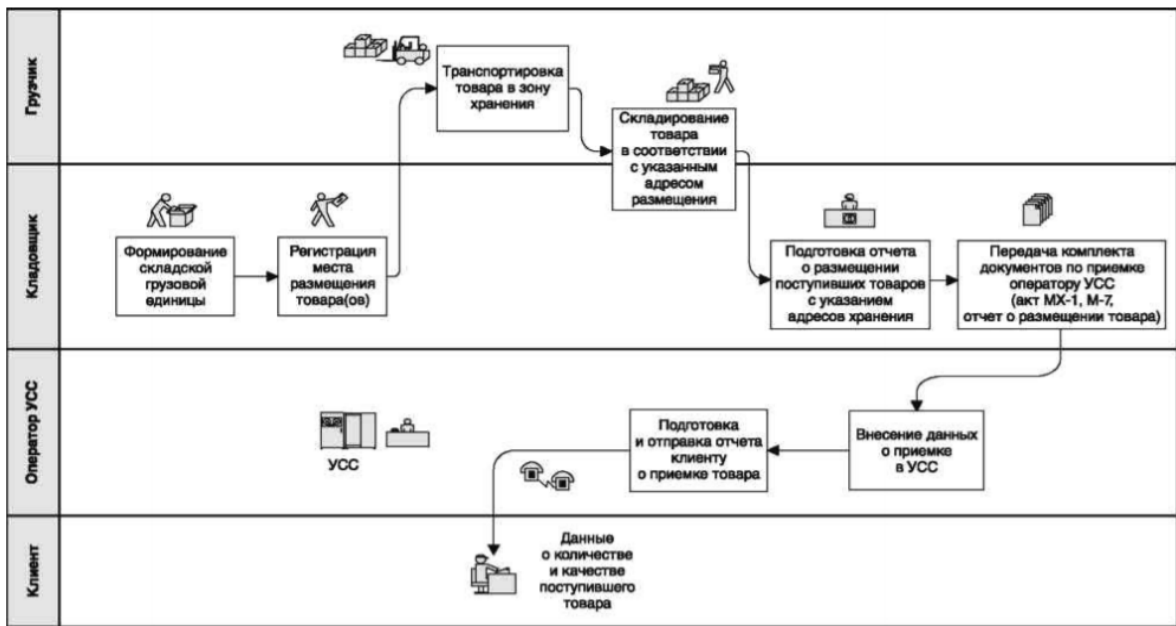 Грузчик
Транспортировка
товара в зону
хранения
Складирование
товара
в соответствии
с указанным
адресом
размещения
Кладовщик
Формирование
складской
грузовой
единицы
Регистрация
места
размещения
товара(ов)
Подготовка отчета
о размещении
поступивших товаров
с указанием
адресов хранения
Передача комплекта
документов по приемке
оператору УСС
(акт МХ-1, М-7,
отчет о размещении товара)
Оператор УСС
УСС
Подготовка
и отправка отчета
клиенту
о приемке товара
Внесение данных
о приемке
в УСС
Клиент
Данные
о количестве
и качестве
поступившего
товара